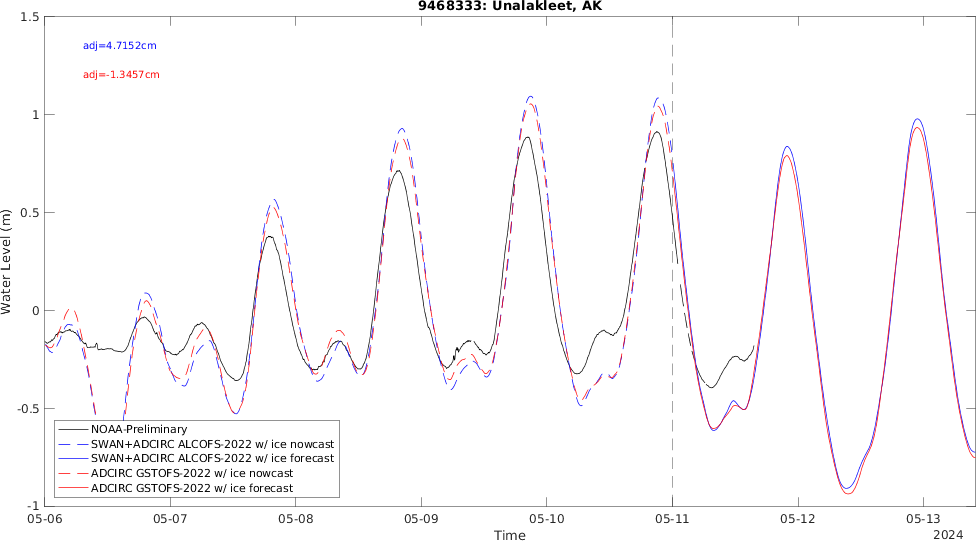 9468333: Unalakleet, AK
adj=4.7152cm
adj=-1.3457cm
Water Level (m)
1.5
1
0.5
0
-0.5
-1
NOAA-Preliminary
SWAN+ADCIRC ALCOFS-2022 w/ ice nowcast
SWAN+ADCIRC ALCOFS-2022 w/ ice forecast
ADCIRC GSTOFS-2022 w/ ice nowcast
ADCIRC GSTOFS-2022 w/ ice forecast
05-06 05-07 05-08 05-09 05-10 05-11 05-12 05-13
Time
2024